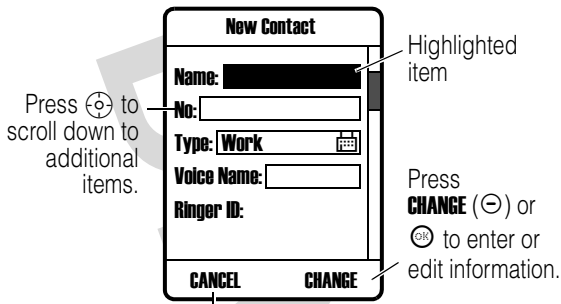 New Contact
Name:
No:
Type: Work
Voice Name:
Ringer ID:
CANCEL CHANGE
Press to
scroll down to
additional
items.
Highlighted
item
Press
CHANGE ( ) or
OK to enter or
edit information.